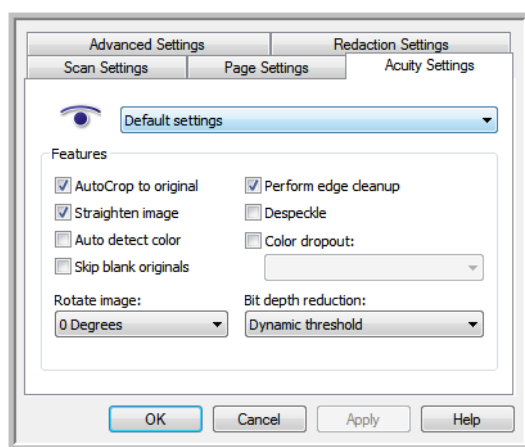 Advanced Settings
Redaction Settings
Scan Settings
Page Settings
Acuity Settings
Default settings
Features
AutoCrop to original
Perform edge cleanup
Straighten image
Despeckle
Auto detect color
Color dropout:
Skip blank originals
Rotate image:
Bit depth reduction:
0 Degrees
Dynamic threshold
OK
Cancel
Apply
Help